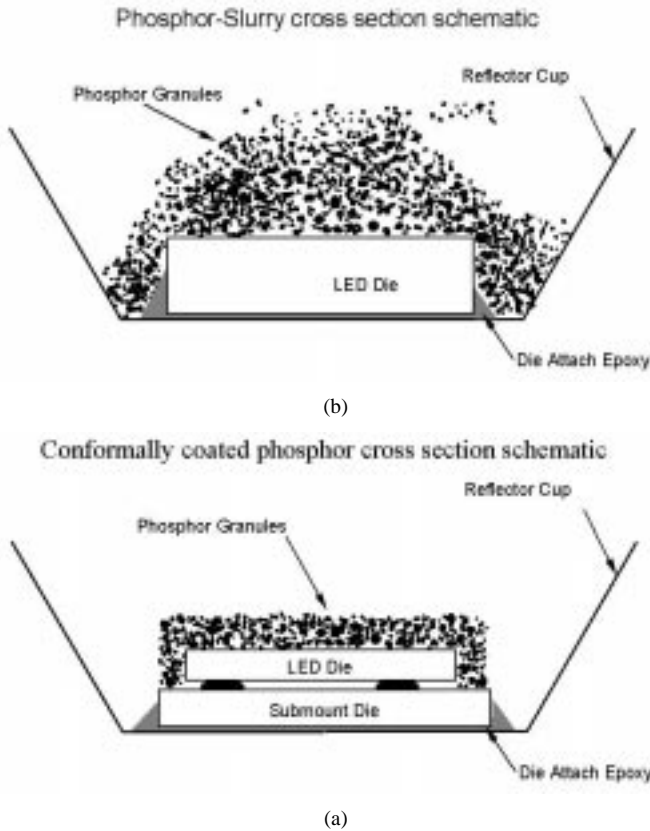 Phosphor-Slurry cross section schematic
Reflector Cup
Phosphor Granules
LED Die
Die Attach Epoxy
(b)
Conformally coated phosphor cross section schematic
Reflector Cup
Phosphor Granules
LED Die
Submount Die
Die Attach Epoxy
(a)